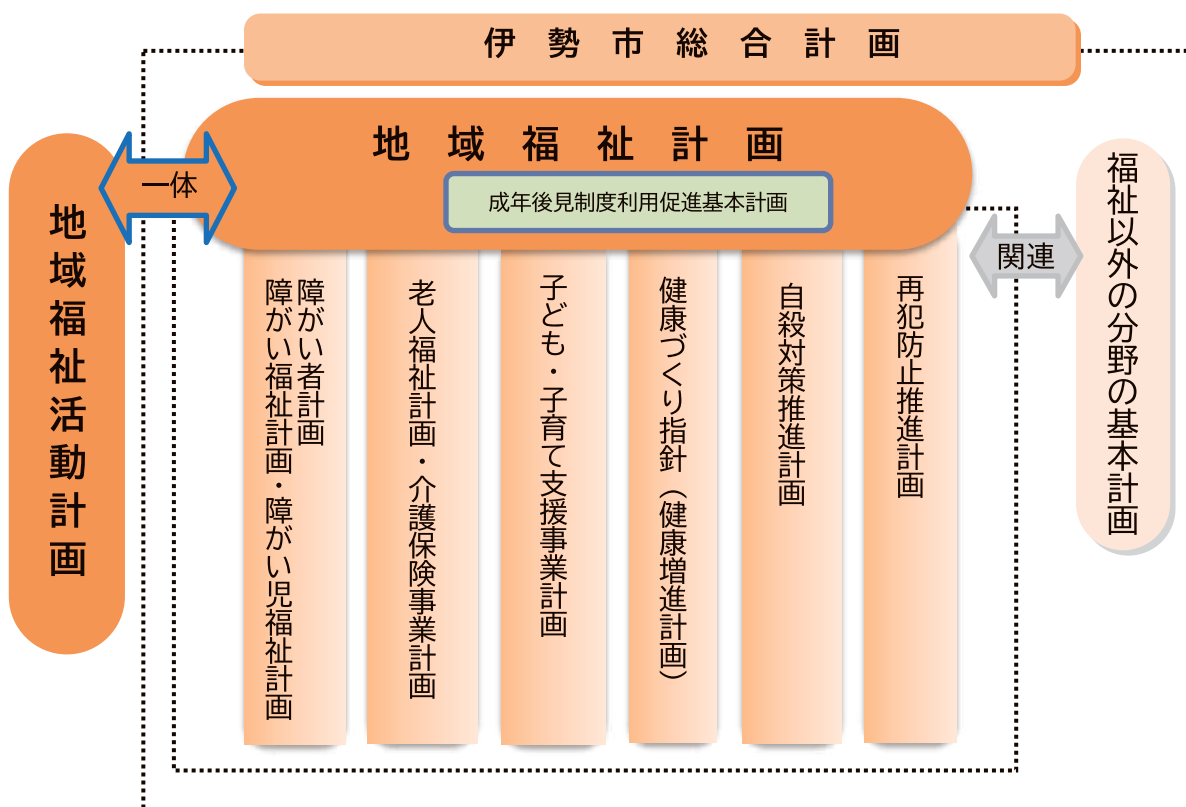 伊勢市総合計画
地域福祉計画
成年後見制度利用促進基本計画
一体
関連
地域福祉活動計画
障がい者計画
障がい福祉計画・障がい児福祉計画
老人福祉計画・介護保険事業計画
子ども・子育て支援事業計画
健康づくり指針（健康増進計画）
自殺対策推進計画
再犯防止推進計画
福祉以外の分野の基本計画